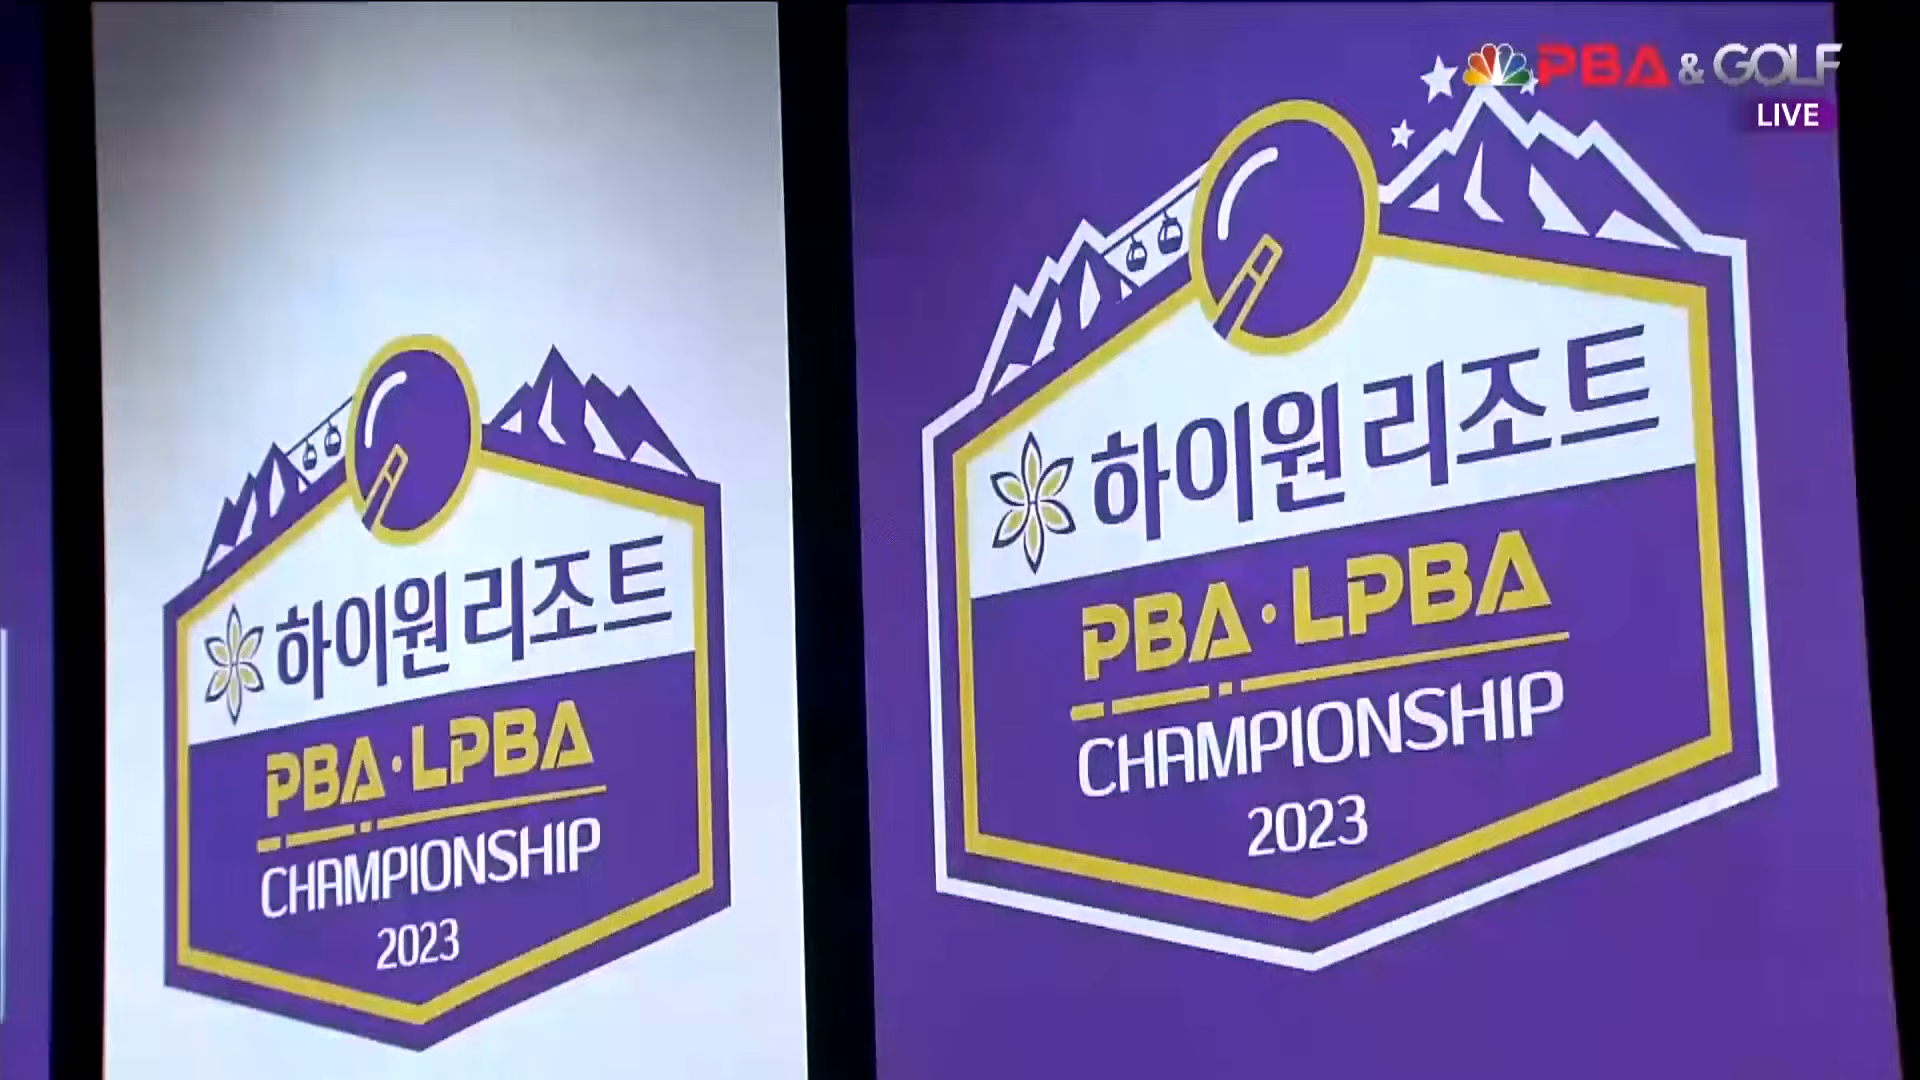 PBA & GOLF
LIVE
하이원리조트
PBA·LPBA
CHAMPIONSHIP
2023
하이원리조트
PBA·LPBA
CHAMPIONSHIP
2023